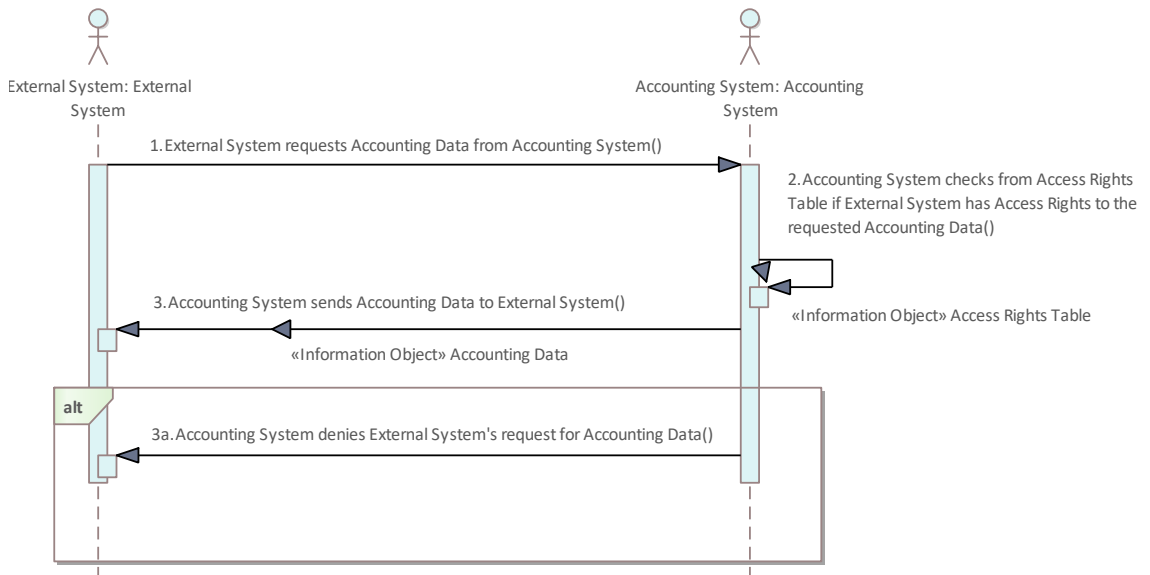 External System: External
System
Accounting System: Accounting
System
1.External System requests Accounting Data from Accounting System()
2.Accounting System checks from Access Rights
Table if External System has Access Rights to the
requested Accounting Data()
3.Accounting System sends Accounting Data to External System()
«Information Object» Access Rights Table
«Information Object» Accounting Data
alt
3a.Accounting System denies External System's request for Accounting Data()